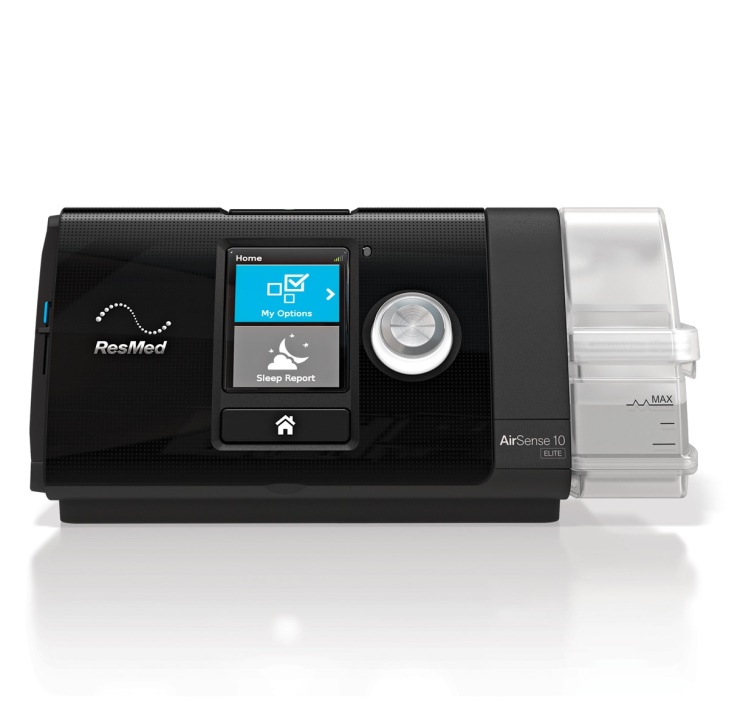 Home
My Options
Sleep Report
ResMed
MAX
AirSense 10
ELITE